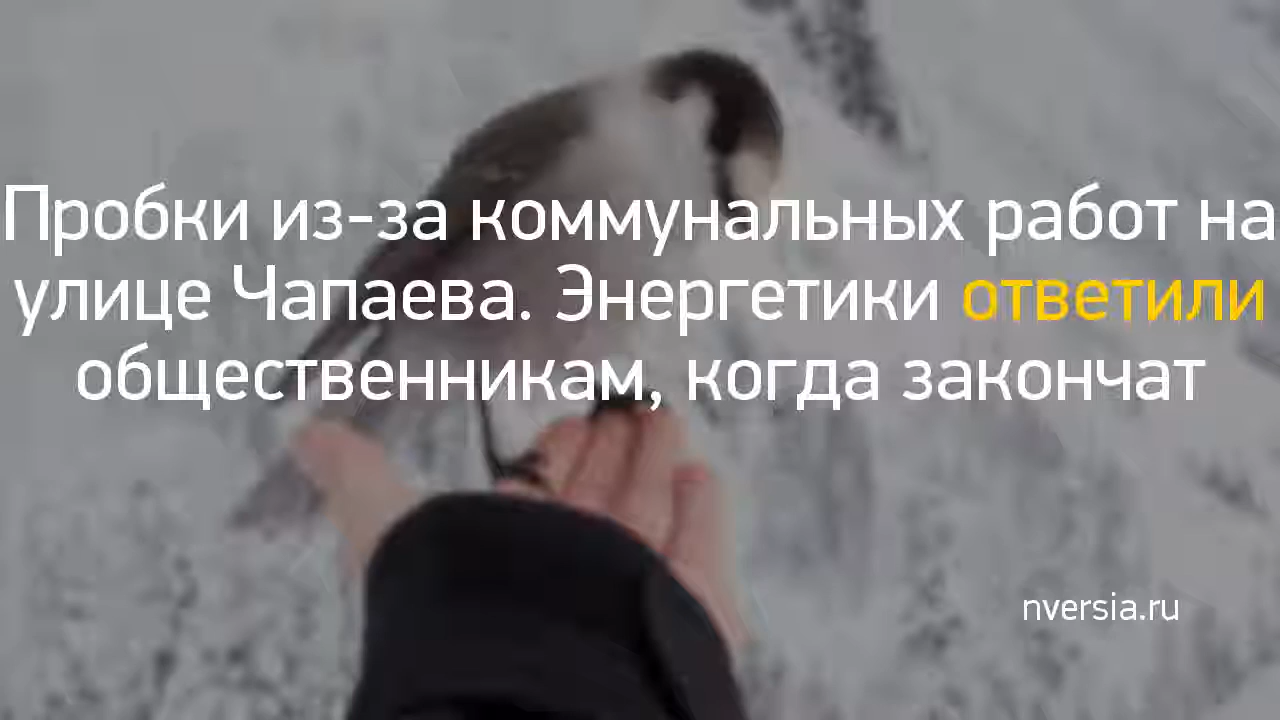 Пробки из-за коммунальных работ на
улице Чапаева. Энергетики ответили
общественникам, когда закончат
nversia.ru